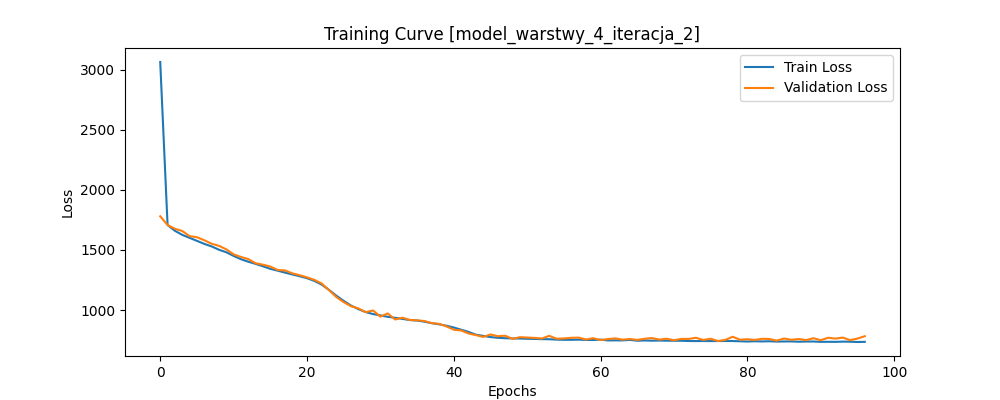 Training Curve [model_warstwy_4_iteracja_2]
Train Loss
Validation Loss
3000
2500
2000
1500
1000
Loss
0
20
40
60
80
100
Epochs